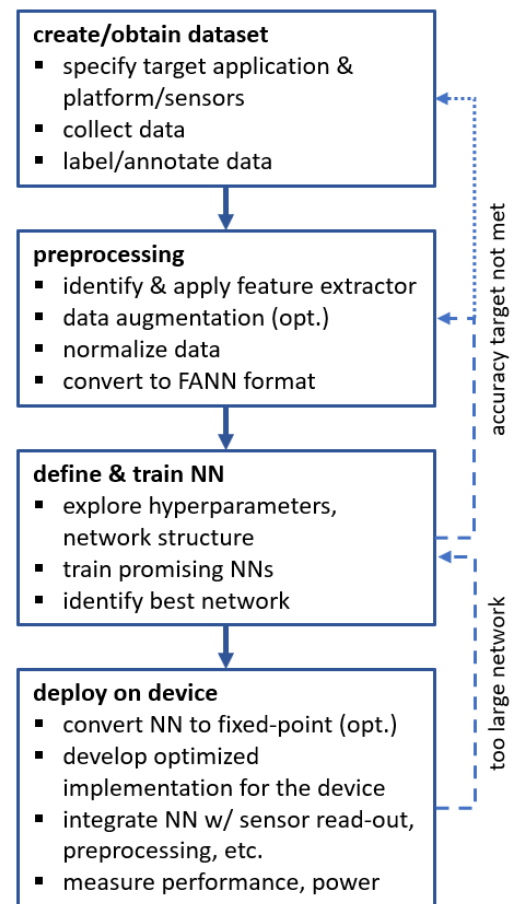 create/obtain dataset
▪ specify target application &
platform/sensors
▪ collect data
▪ label/annotate data
preprocessing
▪ identify & apply feature extractor
▪ data augmentation (opt.)
▪ normalize data
▪ convert to FANN format
define & train NN
▪ explore hyperparameters,
network structure
▪ train promising NNs
▪ identify best network
deploy on device
▪ convert NN to fixed-point (opt.)
▪ develop optimized
implementation for the device
▪ integrate NN w/ sensor read-out,
preprocessing, etc.
▪ measure performance, power
accuracy target not met
too large network